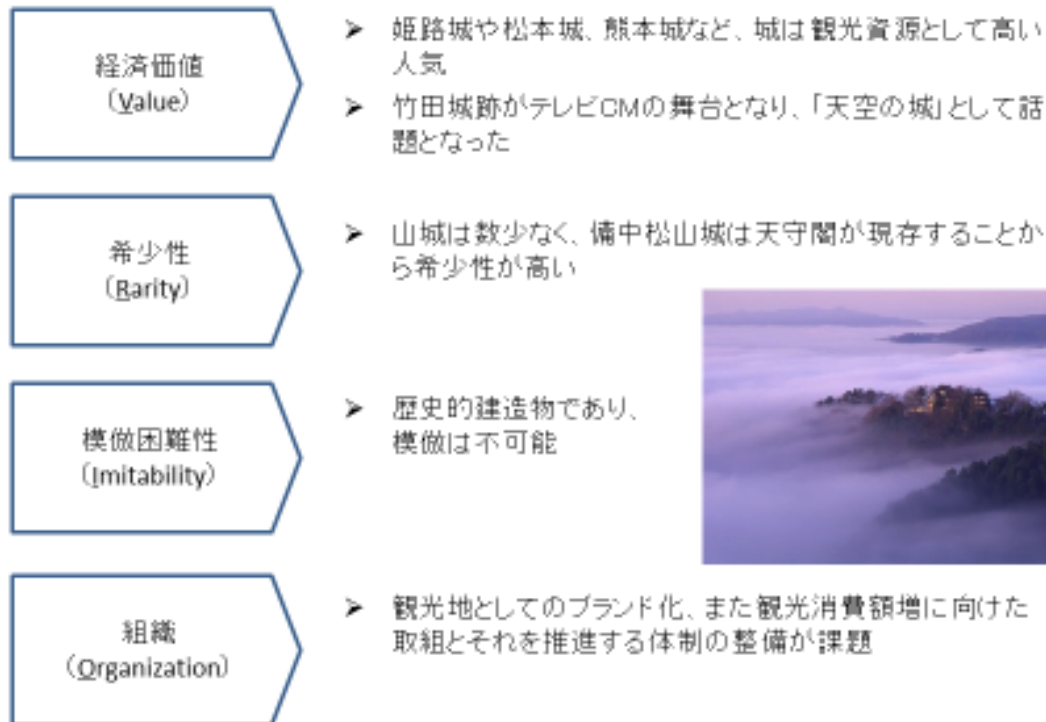 経済価値
（Value）
➢ 姫路城や松本城、熊本城など、城は観光資源として高い
人気
➢ 竹田城跡がテレビCMの舞台となり、「天空の城」として話
題となった
希少性
（Rarity）
➢ 山城は数少なく、備中松山城は天守閣が現存することか
ら希少性が高い
模倣困難性
（Imitability）
➢ 歴史的建造物であり、
模倣は不可能
組織
（Organization）
➢ 観光地としてのブランド化、また観光消費額増に向けた
取組とそれを推進する体制の整備が課題